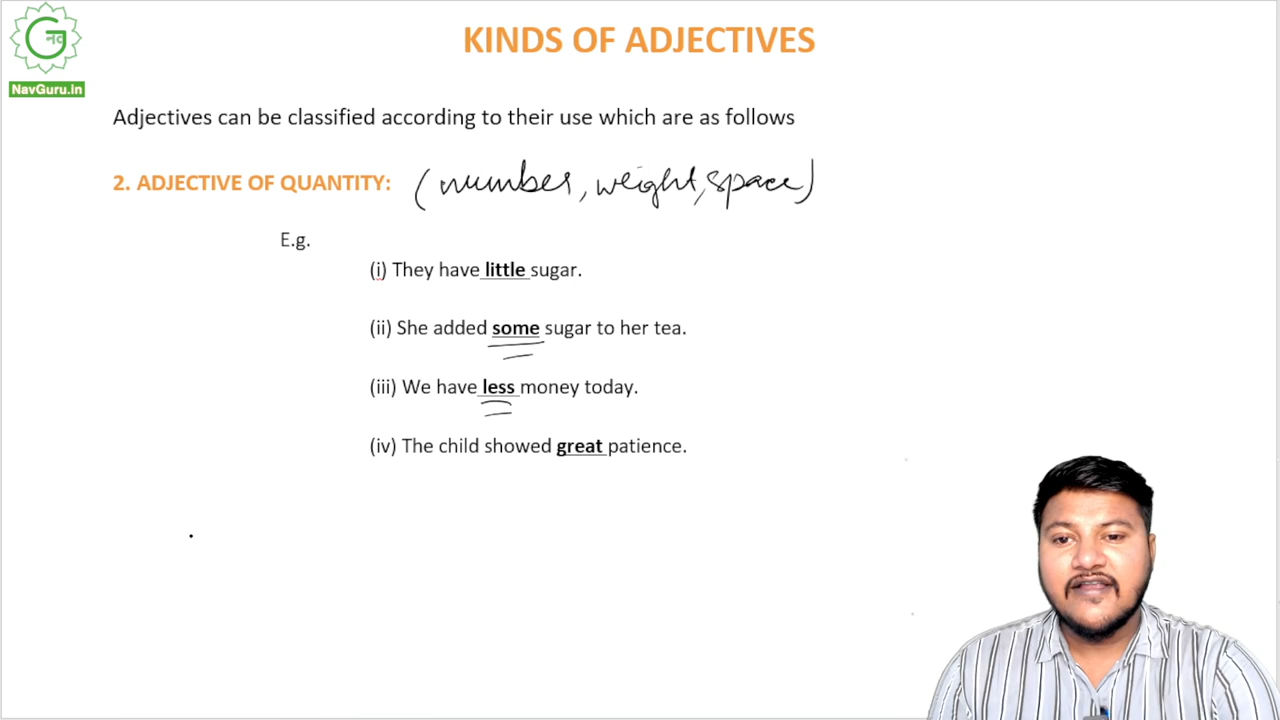 नव
NavGuru.in
KINDS OF ADJECTIVES
Adjectives can be classified according to their use which are as follows
2. ADJECTIVE OF QUANTITY: (number, weight, space)
E.g.
(i) They have little sugar.
(ii) She added some sugar to her tea.
(iii) We have less money today.
(iv) The child showed great patience.